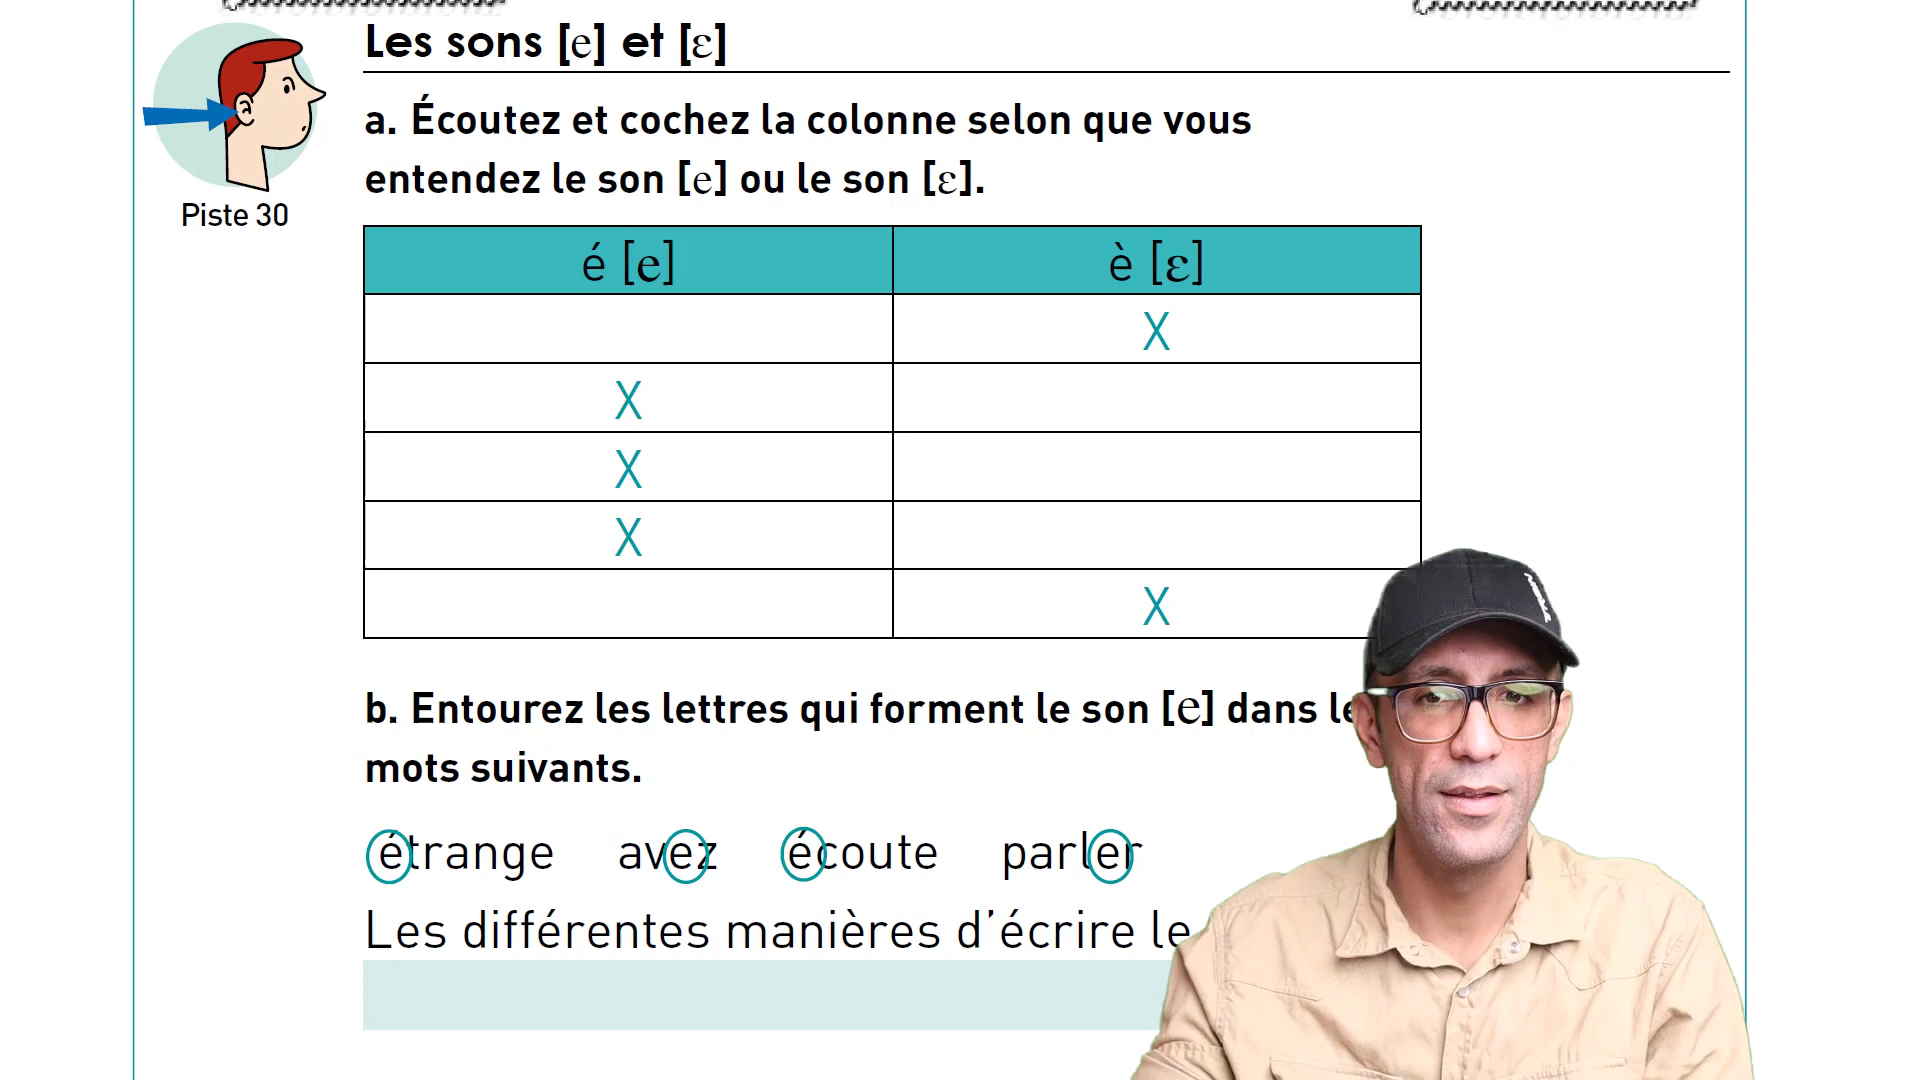 Les sons [e] et [ɛ]
a. Écoutez et cochez la colonne selon que vous
entendez le son [e] ou le son [ɛ].
Piste 30
é [e] è [ɛ]
X
X
X
X
X
b. Entourez les lettres qui forment le son [e] dans
mots suivants.
étrange avez écoute parler
Les différentes manières d'écrire le